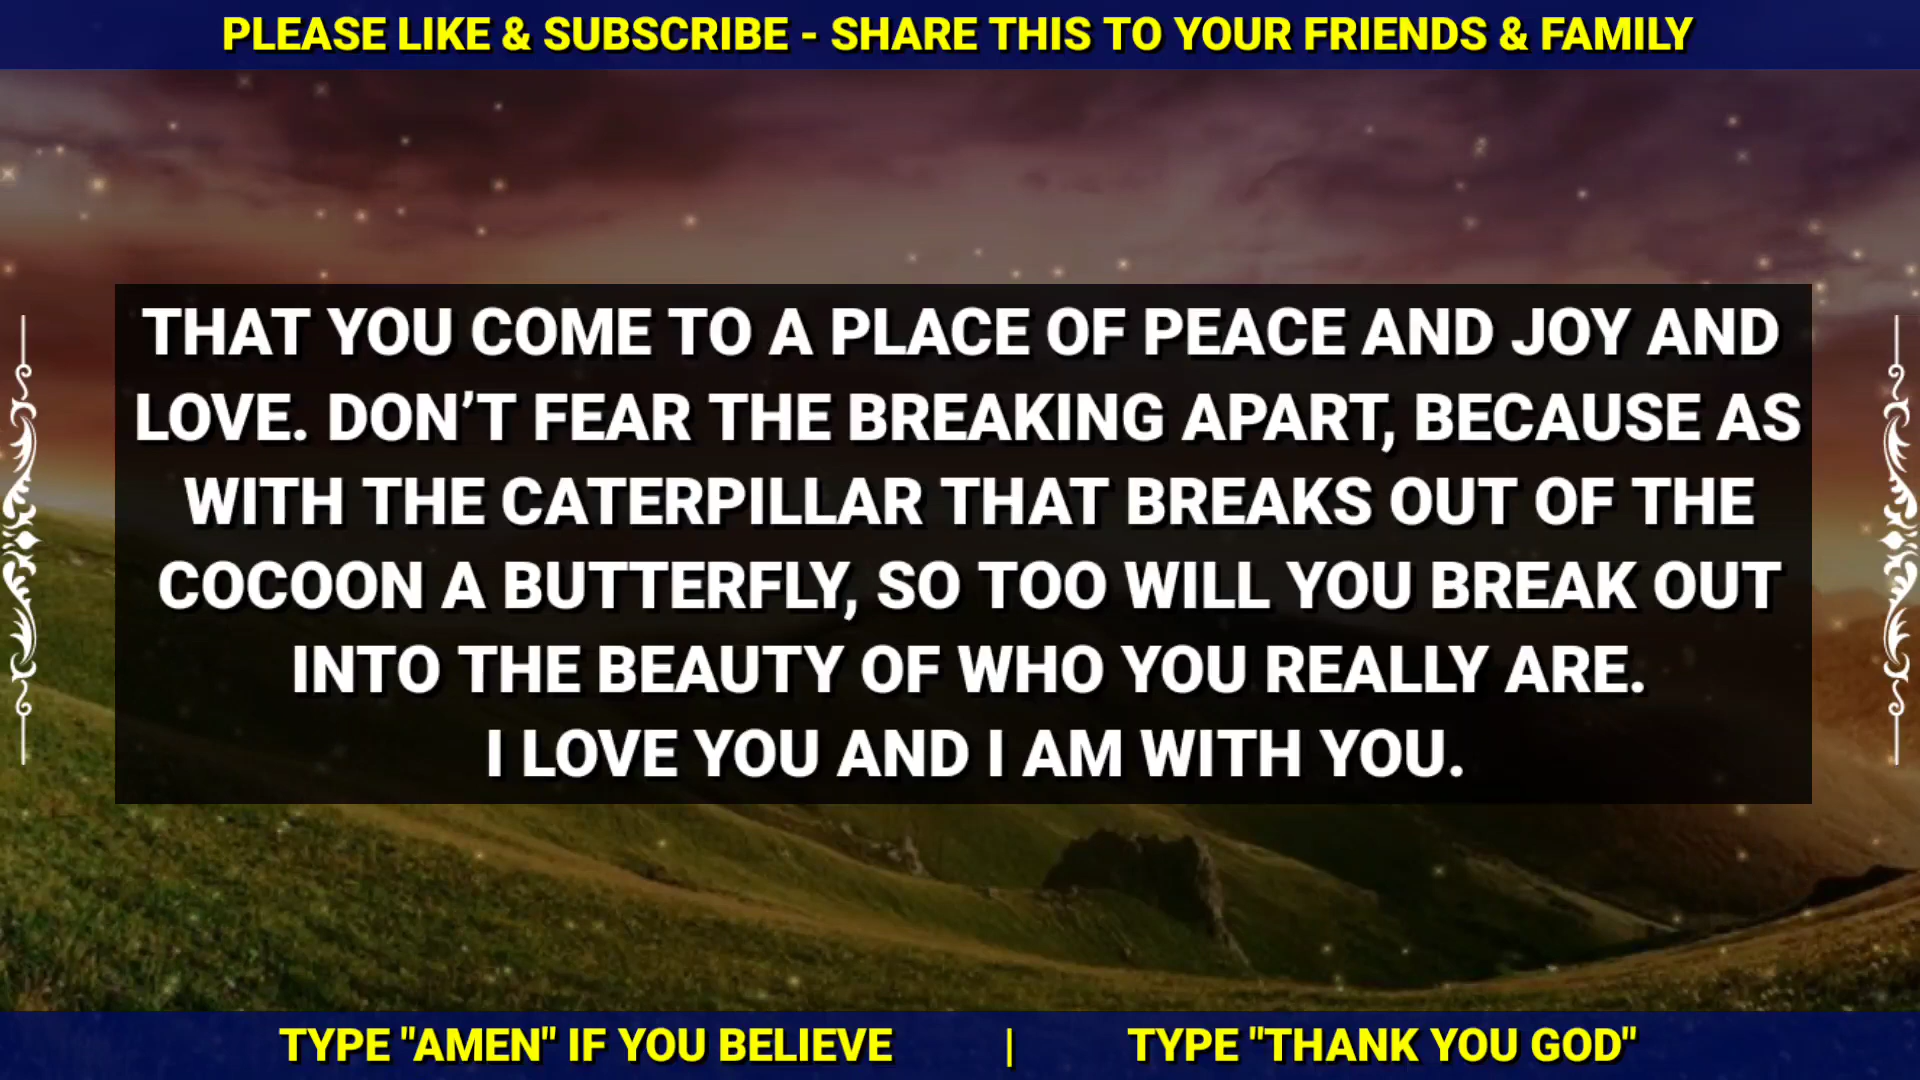 PLEASE LIKE & SUBSCRIBE - SHARE THIS TO YOUR FRIENDS & FAMILY
THAT YOU COME TO A PLACE OF PEACE AND JOY AND
LOVE. DON’T FEAR THE BREAKING APART, BECAUSE AS
WITH THE CATERPILLAR THAT BREAKS OUT OF THE
COCOON A BUTTERFLY, SO TOO WILL YOU BREAK OUT
INTO THE BEAUTY OF WHO YOU REALLY ARE.
I LOVE YOU AND I AM WITH YOU.
TYPE "AMEN" IF YOU BELIEVE | TYPE "THANK YOU GOD"